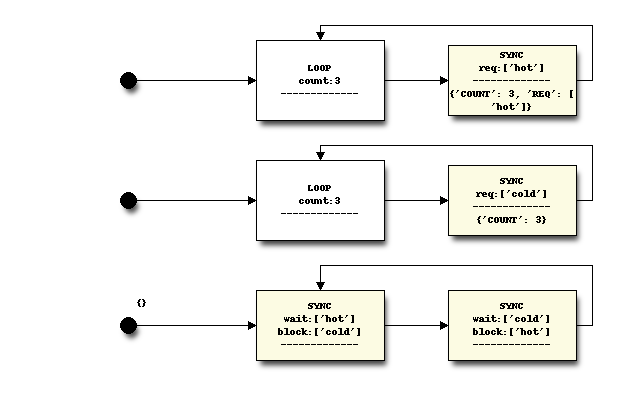 LOOP
count:3
-------------
SYNC
req:['hot']
-------------
{'COUNT': 3, 'REQ': [
'hot']}
LOOP
count:3
-------------
SYNC
req:['cold']
-------------
{'COUNT': 3}
{}
SYNC
wait:['hot']
block:['cold']
-------------
SYNC
wait:['cold']
block:['hot']
-------------